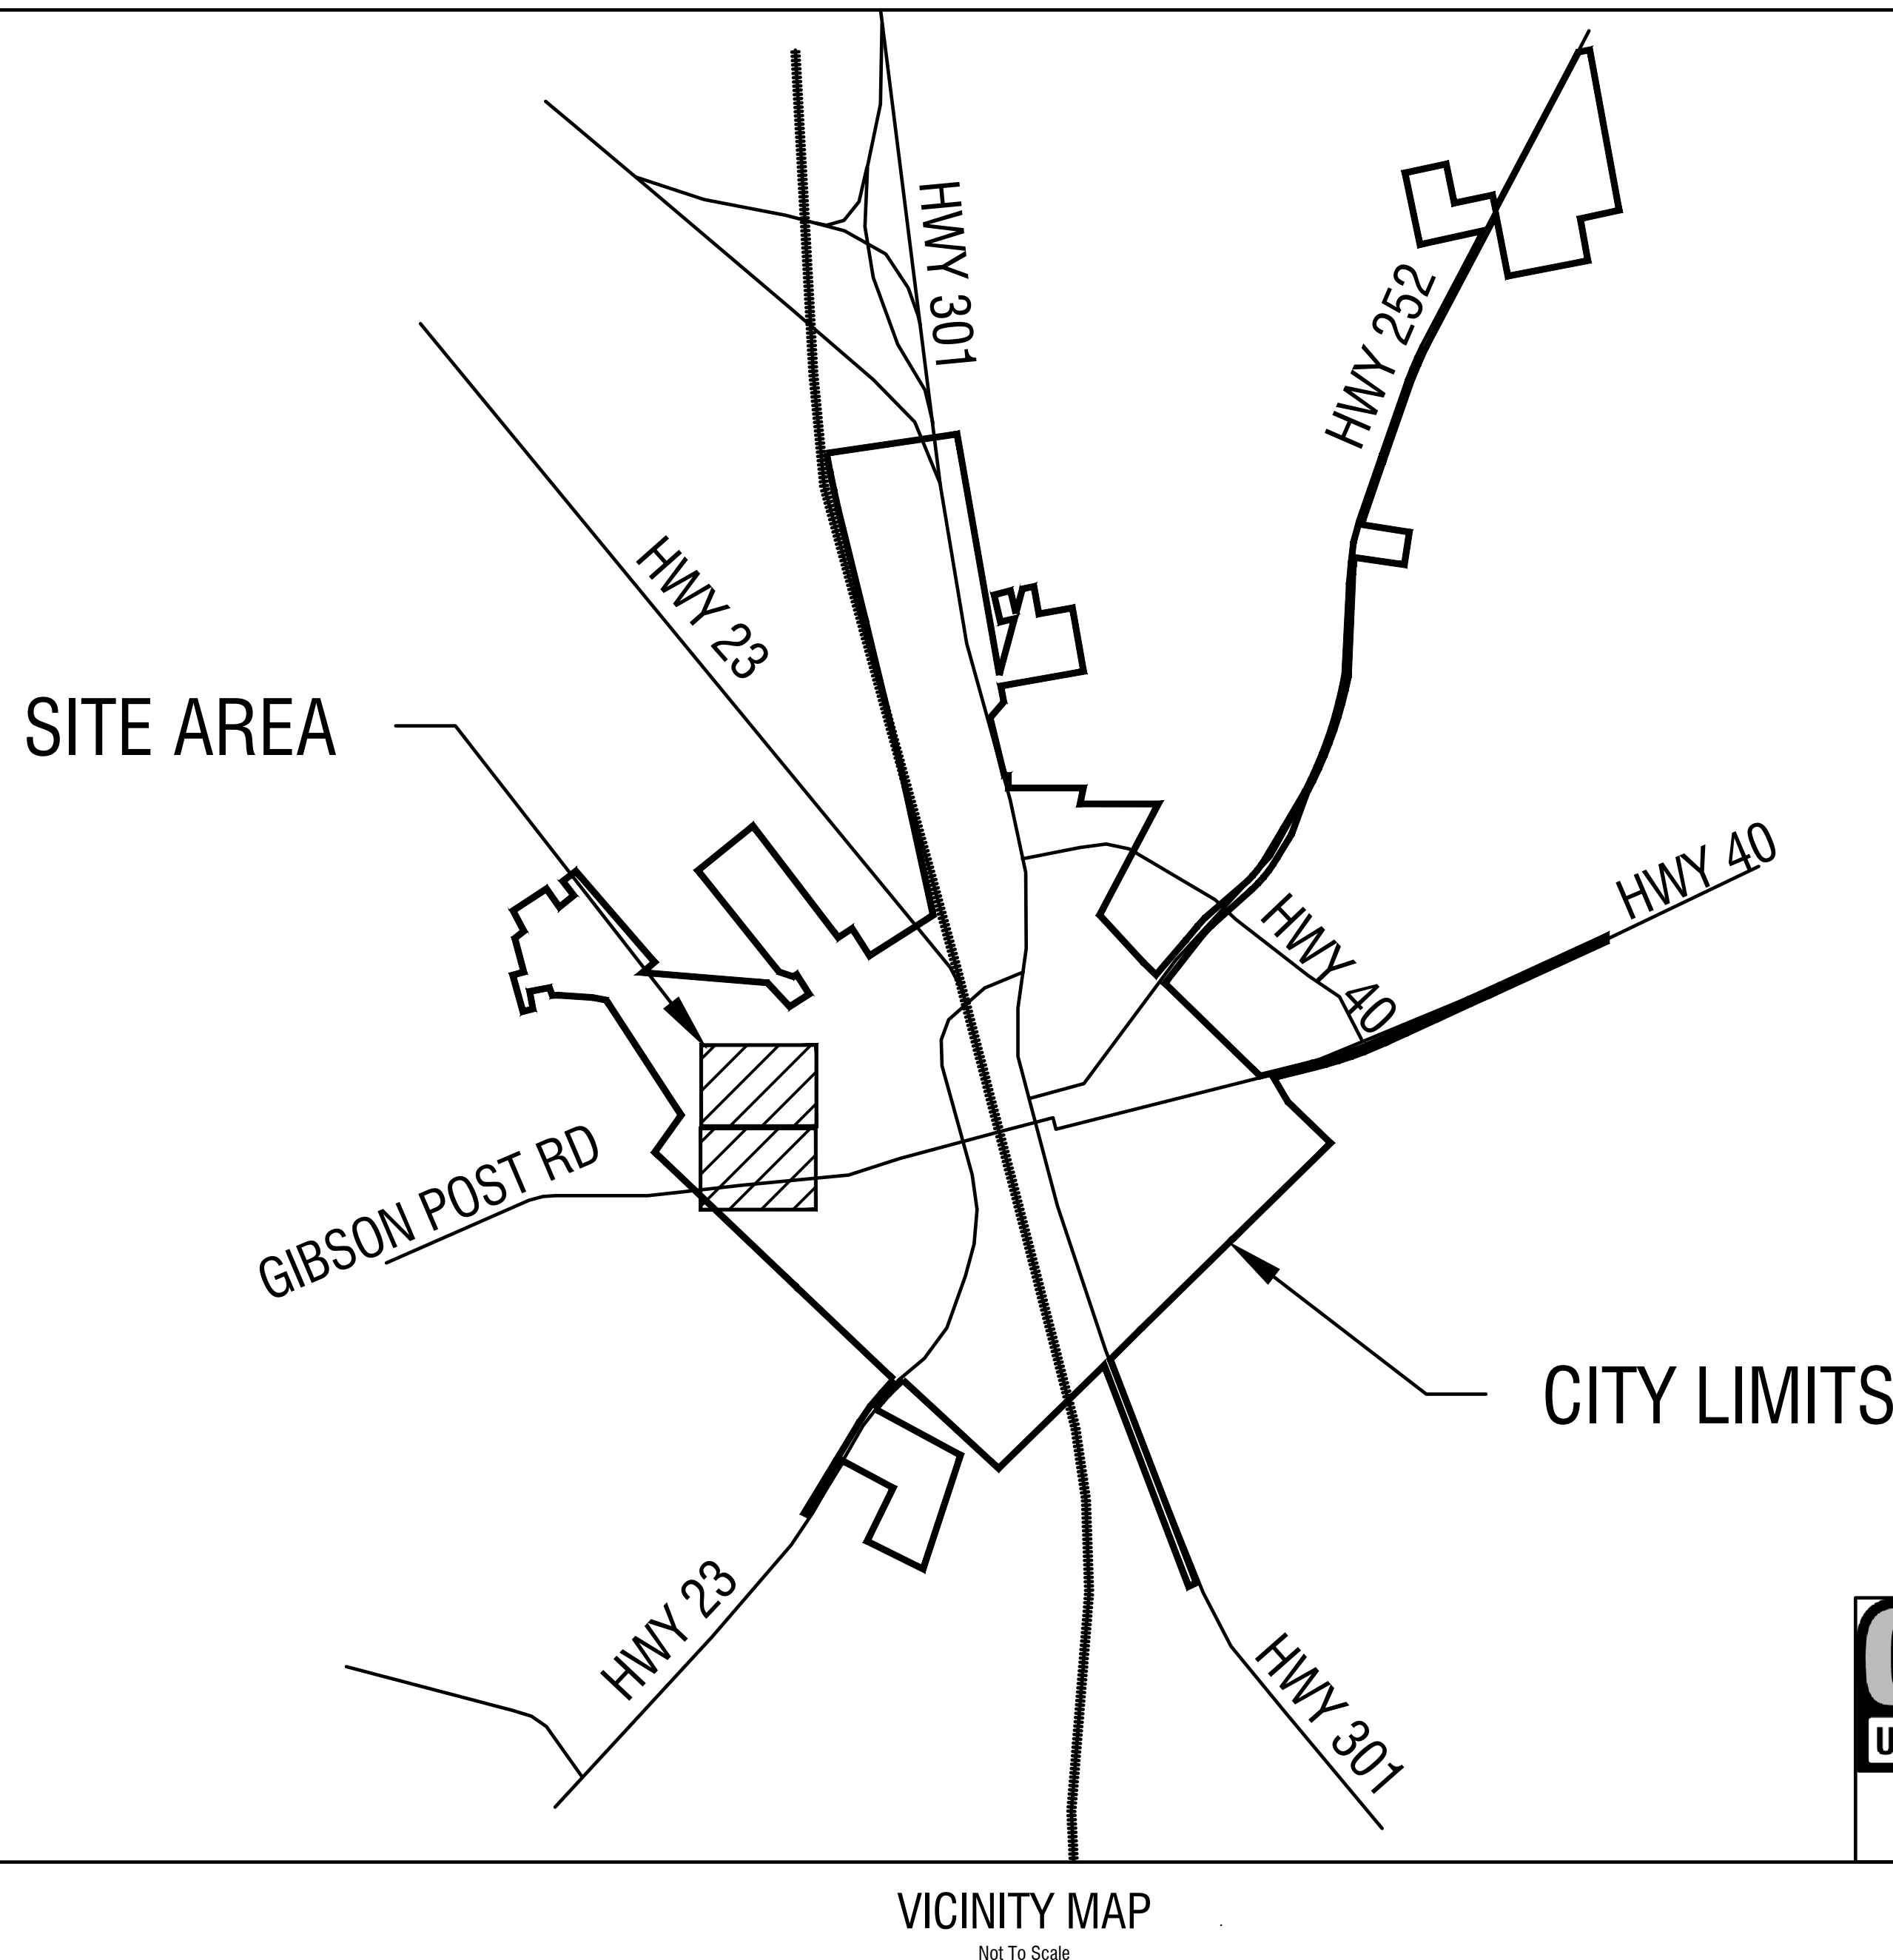 HWY 301
HWY 252
HWY 23
SITE AREA
HWY 40
HWY 40
GIBSON POST RD
CITY LIMITS
HWY 23
HWY 301
U
VICINITY MAP
Not To Scale